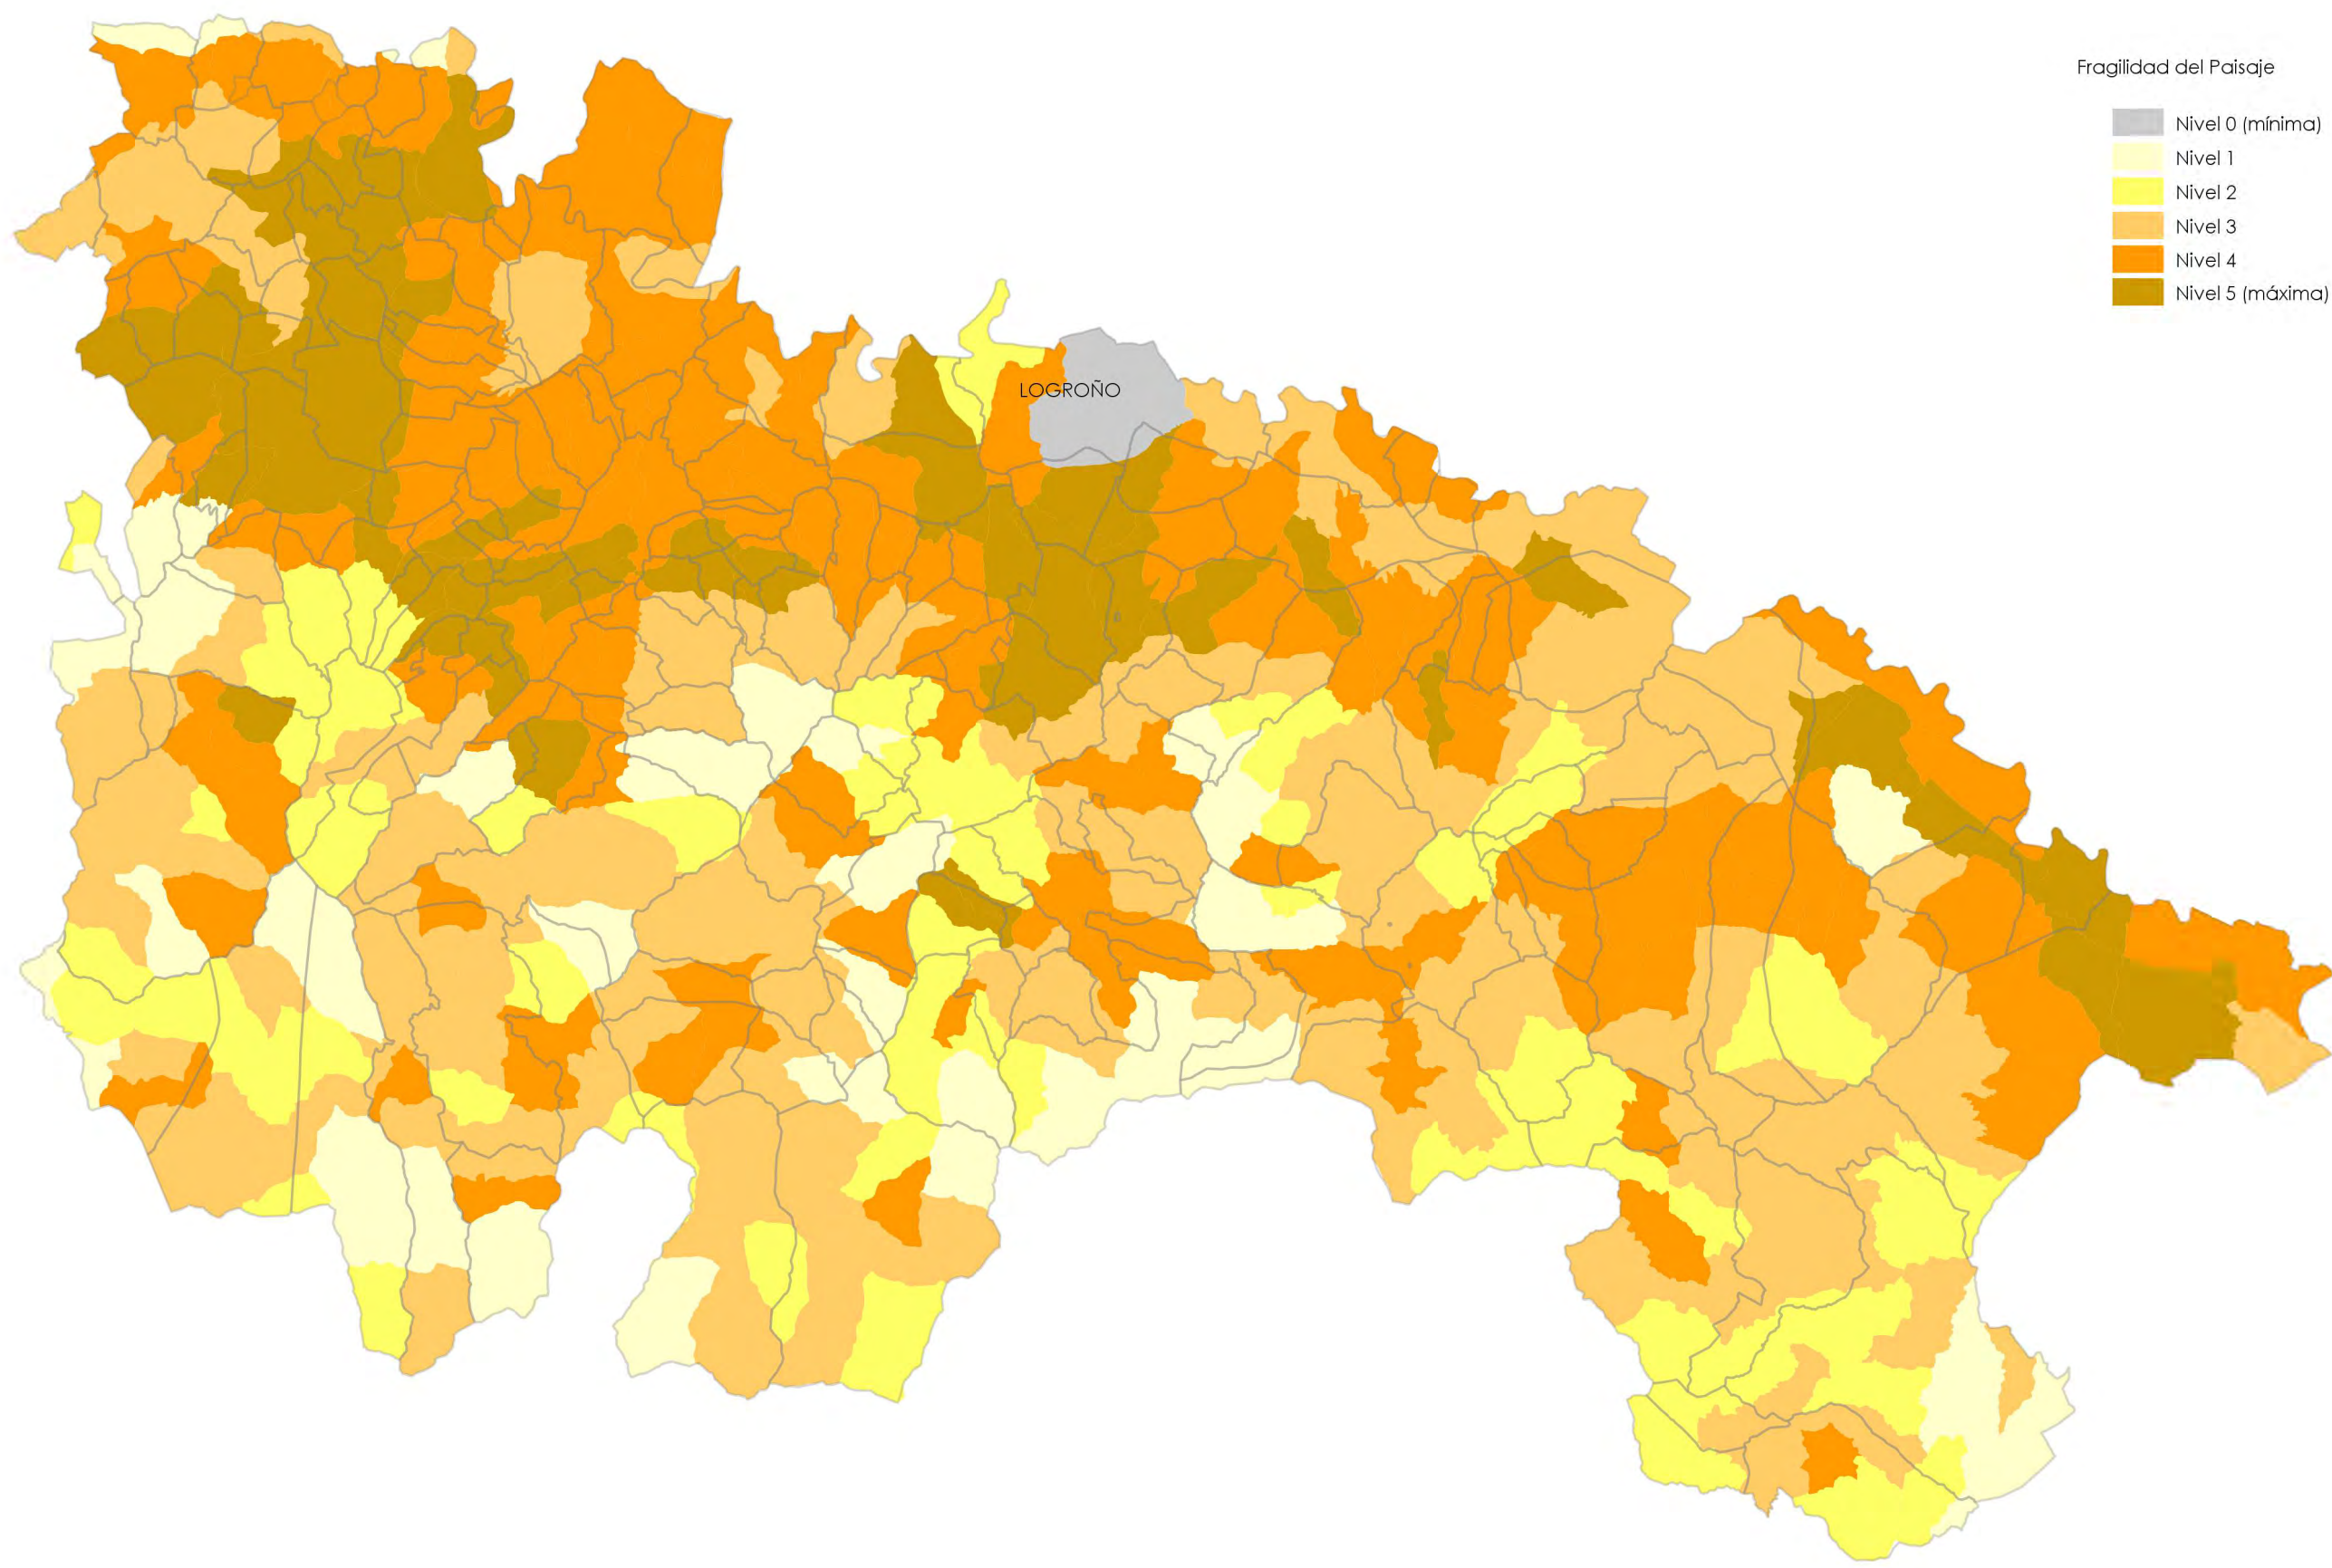 Fragilidad del Paisaje
Nivel 0 (mínima)
Nivel 1
Nivel 2
Nivel 3
Nivel 4
Nivel 5 (máxima)
LOGROÑO